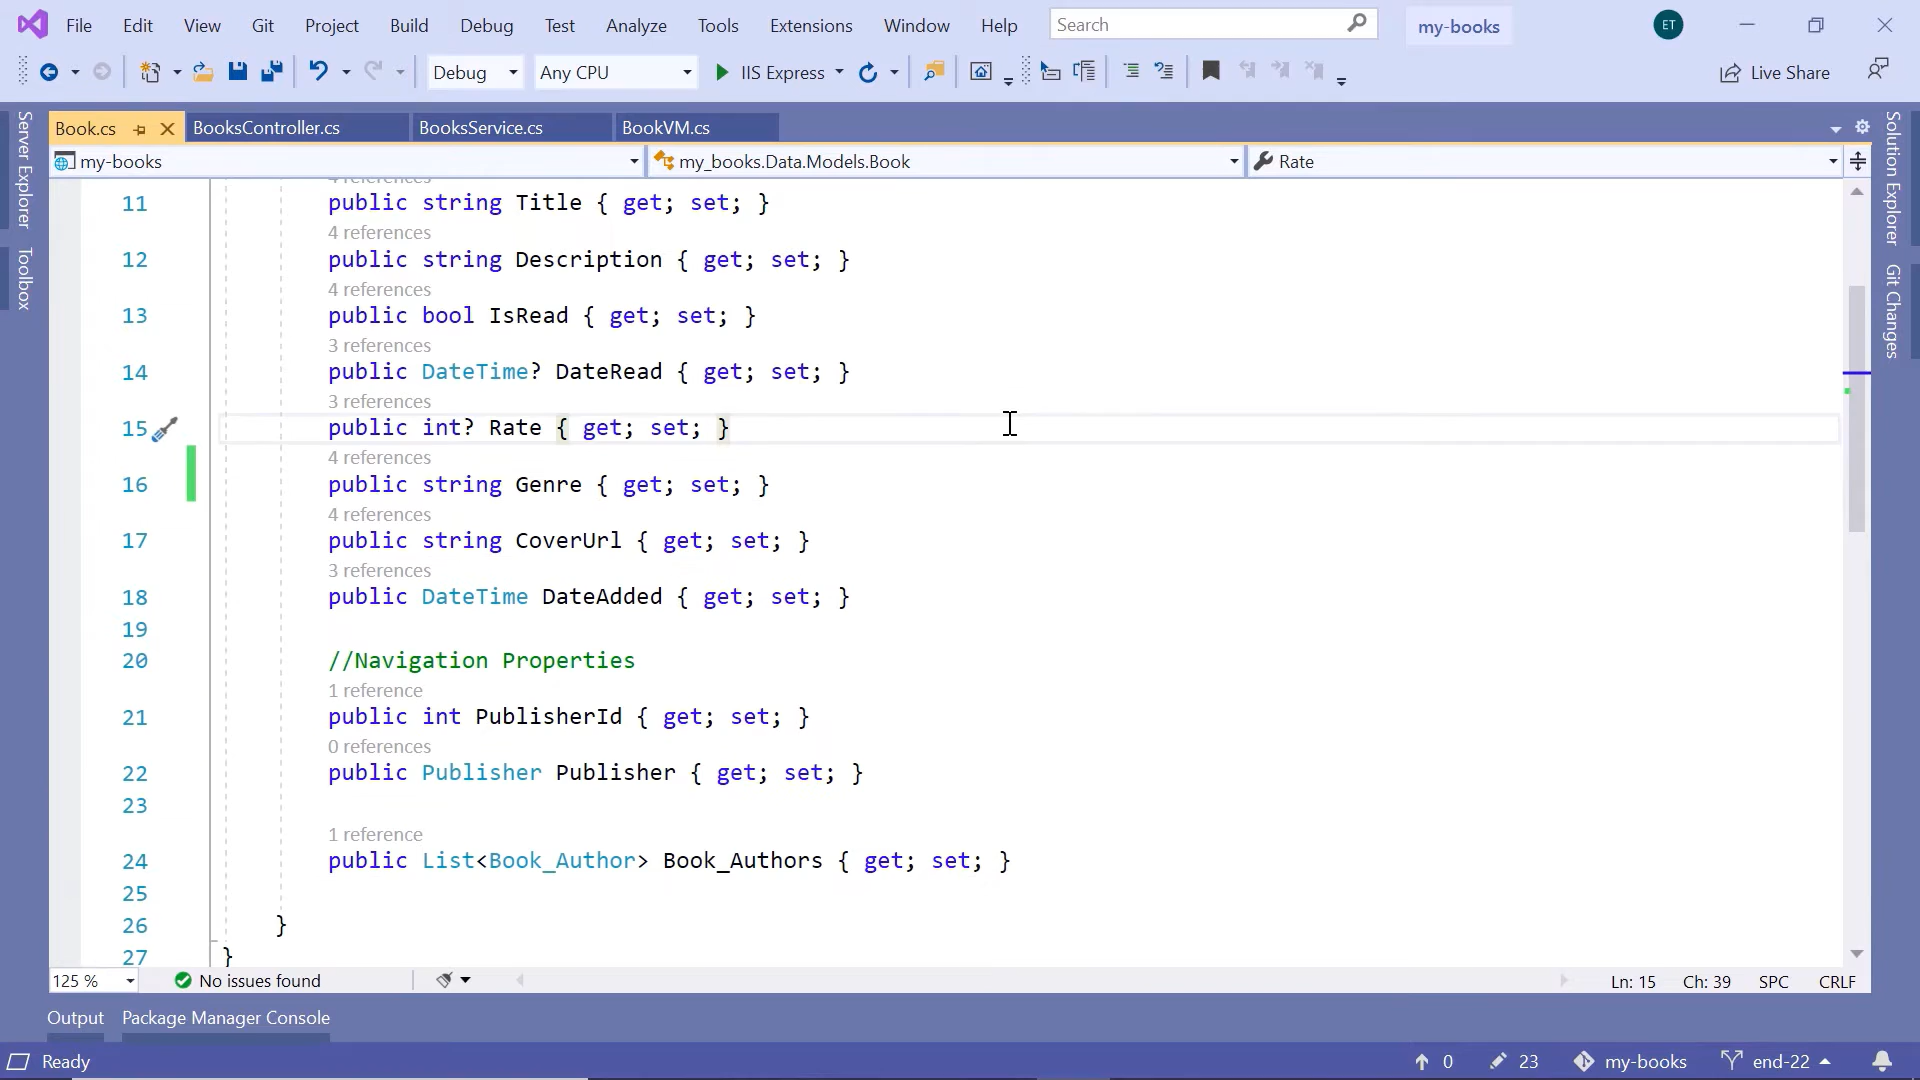 File Edit View Git Project Build Debug Test Analyze Tools Extensions Window Help Search my-books ET
Debug Any CPU IIS Express Live Share
Server Explorer
Toolbox
Book.cs BooksController.cs BooksService.cs BookVM.cs
my-books my_books.Data.Models.Book Rate
4 references
11 public string Title { get; set; }
4 references
12 public string Description { get; set; }
4 references
13 public bool IsRead { get; set; }
3 references
14 public DateTime? DateRead { get; set; }
3 references
15 public int? Rate { get; set; }
4 references
16 public string Genre { get; set; }
4 references
17 public string CoverUrl { get; set; }
3 references
18 public DateTime DateAdded { get; set; }
19
20 //Navigation Properties
1 reference
21 public int PublisherId { get; set; }
0 references
22 public Publisher Publisher { get; set; }
23
1 reference
24 public List<Book_Author> Book_Authors { get; set; }
25
26 }
27 }
Solution Explorer
Git Changes
125 % No issues found Ln: 15 Ch: 39 SPC CRLF
Output Package Manager Console
Ready 0 23 my-books end-22